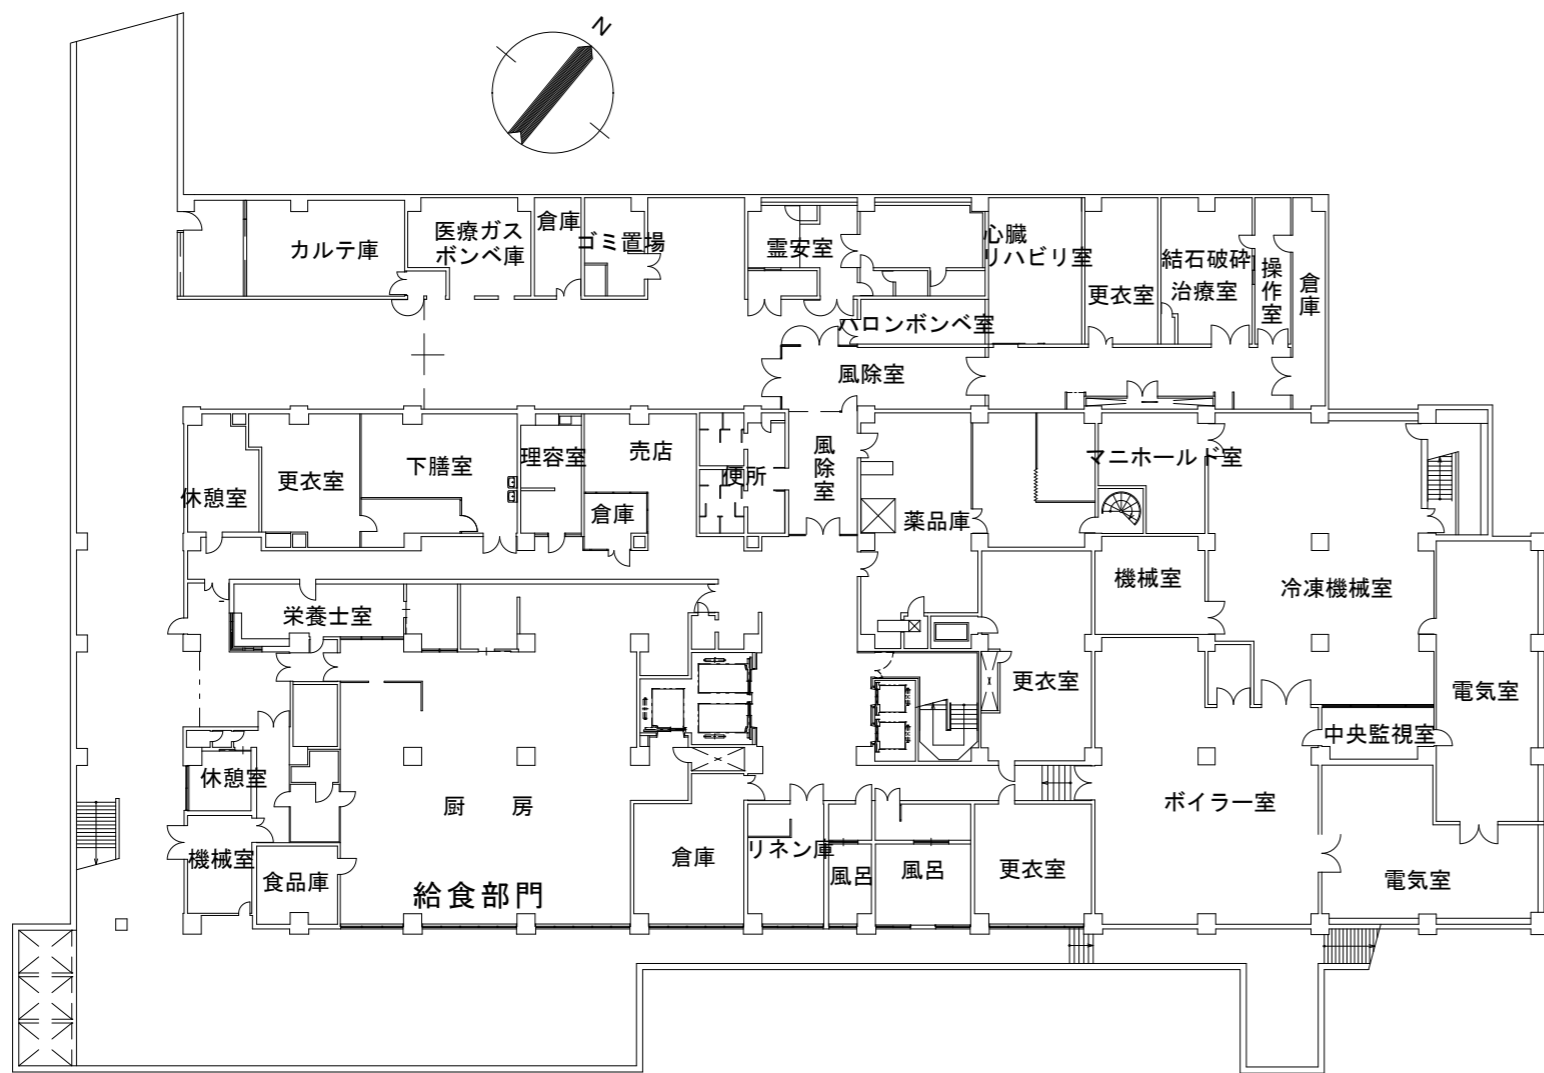 N
カルテ庫
医療ガス
ボンベ庫
倉庫
ゴミ置場
霊安室
心臓
リハビリ室
更衣室
結石破砕
治療室
操作室
倉庫
ハロンボンベ室
風除室
休憩室
更衣室
下膳室
理容室
売店
倉庫
便所
風除室
薬品庫
マニホールド室
機械室
冷凍機械室
栄養士室
更衣室
電気室
中央監視室
休憩室
厨 房
ボイラー室
機械室
食品庫
給食部門
倉庫
リネン庫
風呂
風呂
更衣室
電気室